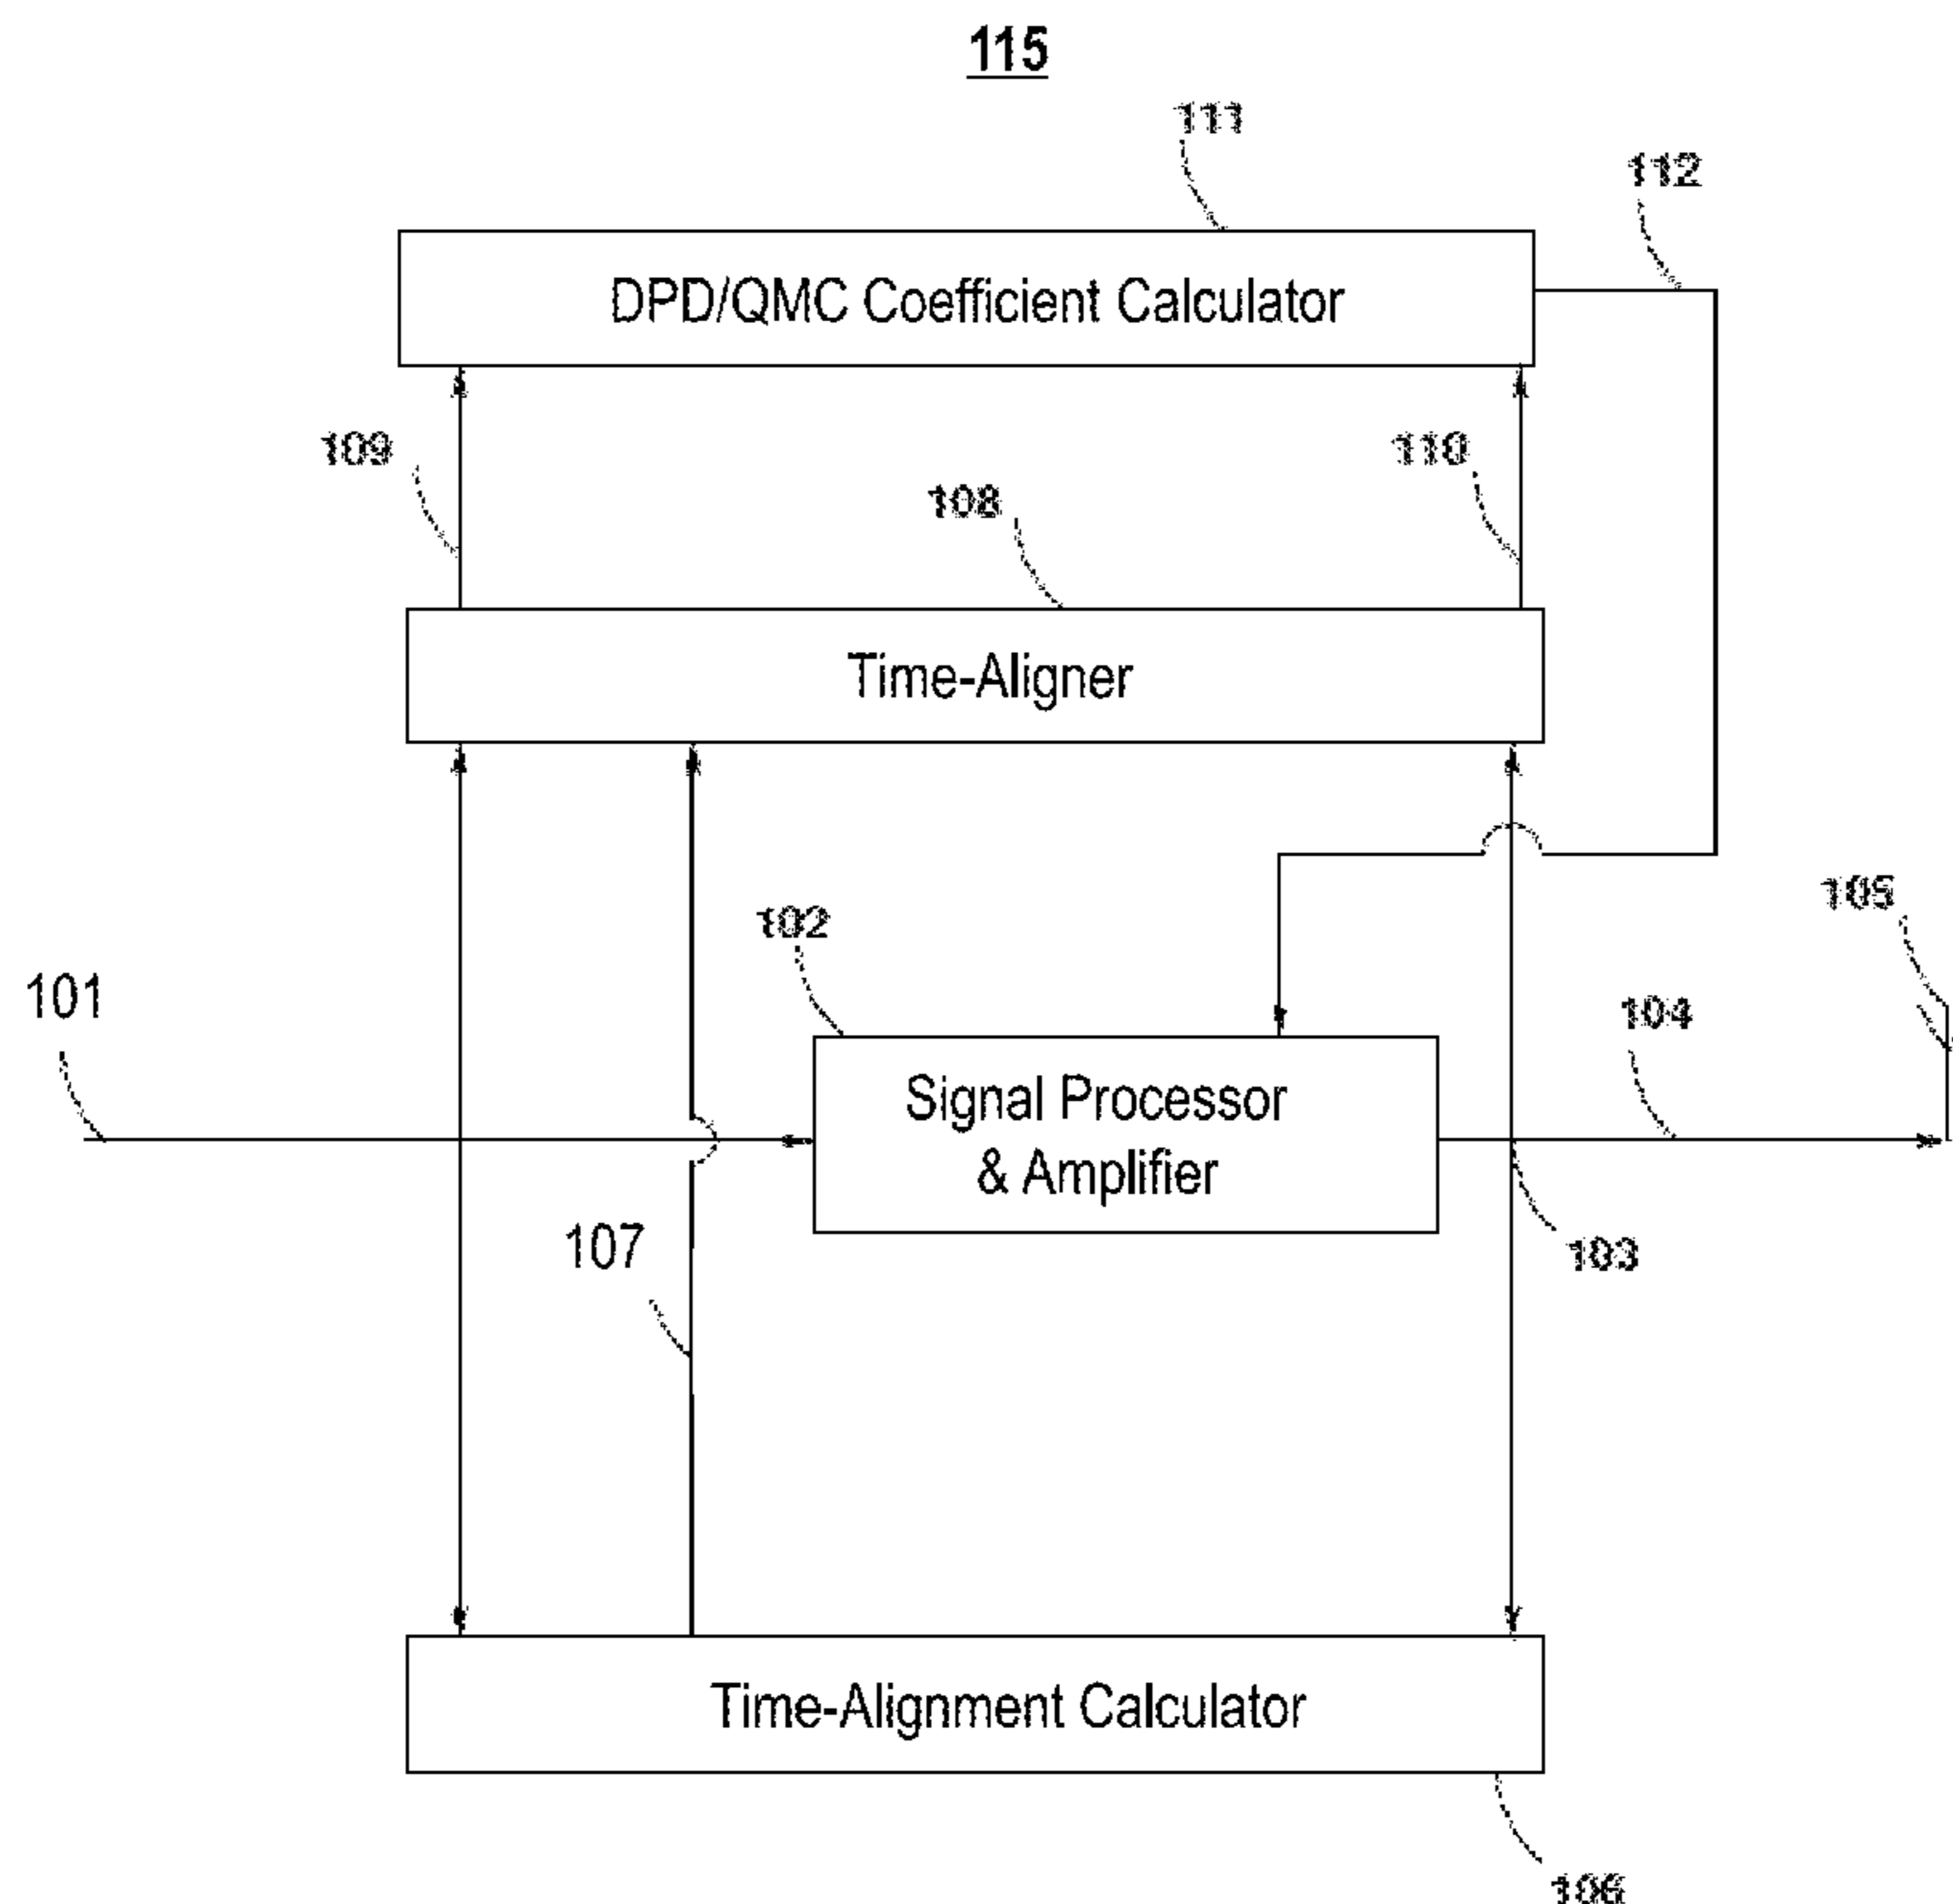 115
111
112
DPD/QMC Coefficient Calculator
109
110
108
Time-Aligner
102
105
101
104
Signal Processor
& Amplifier
107
103
Time-Alignment Calculator
106